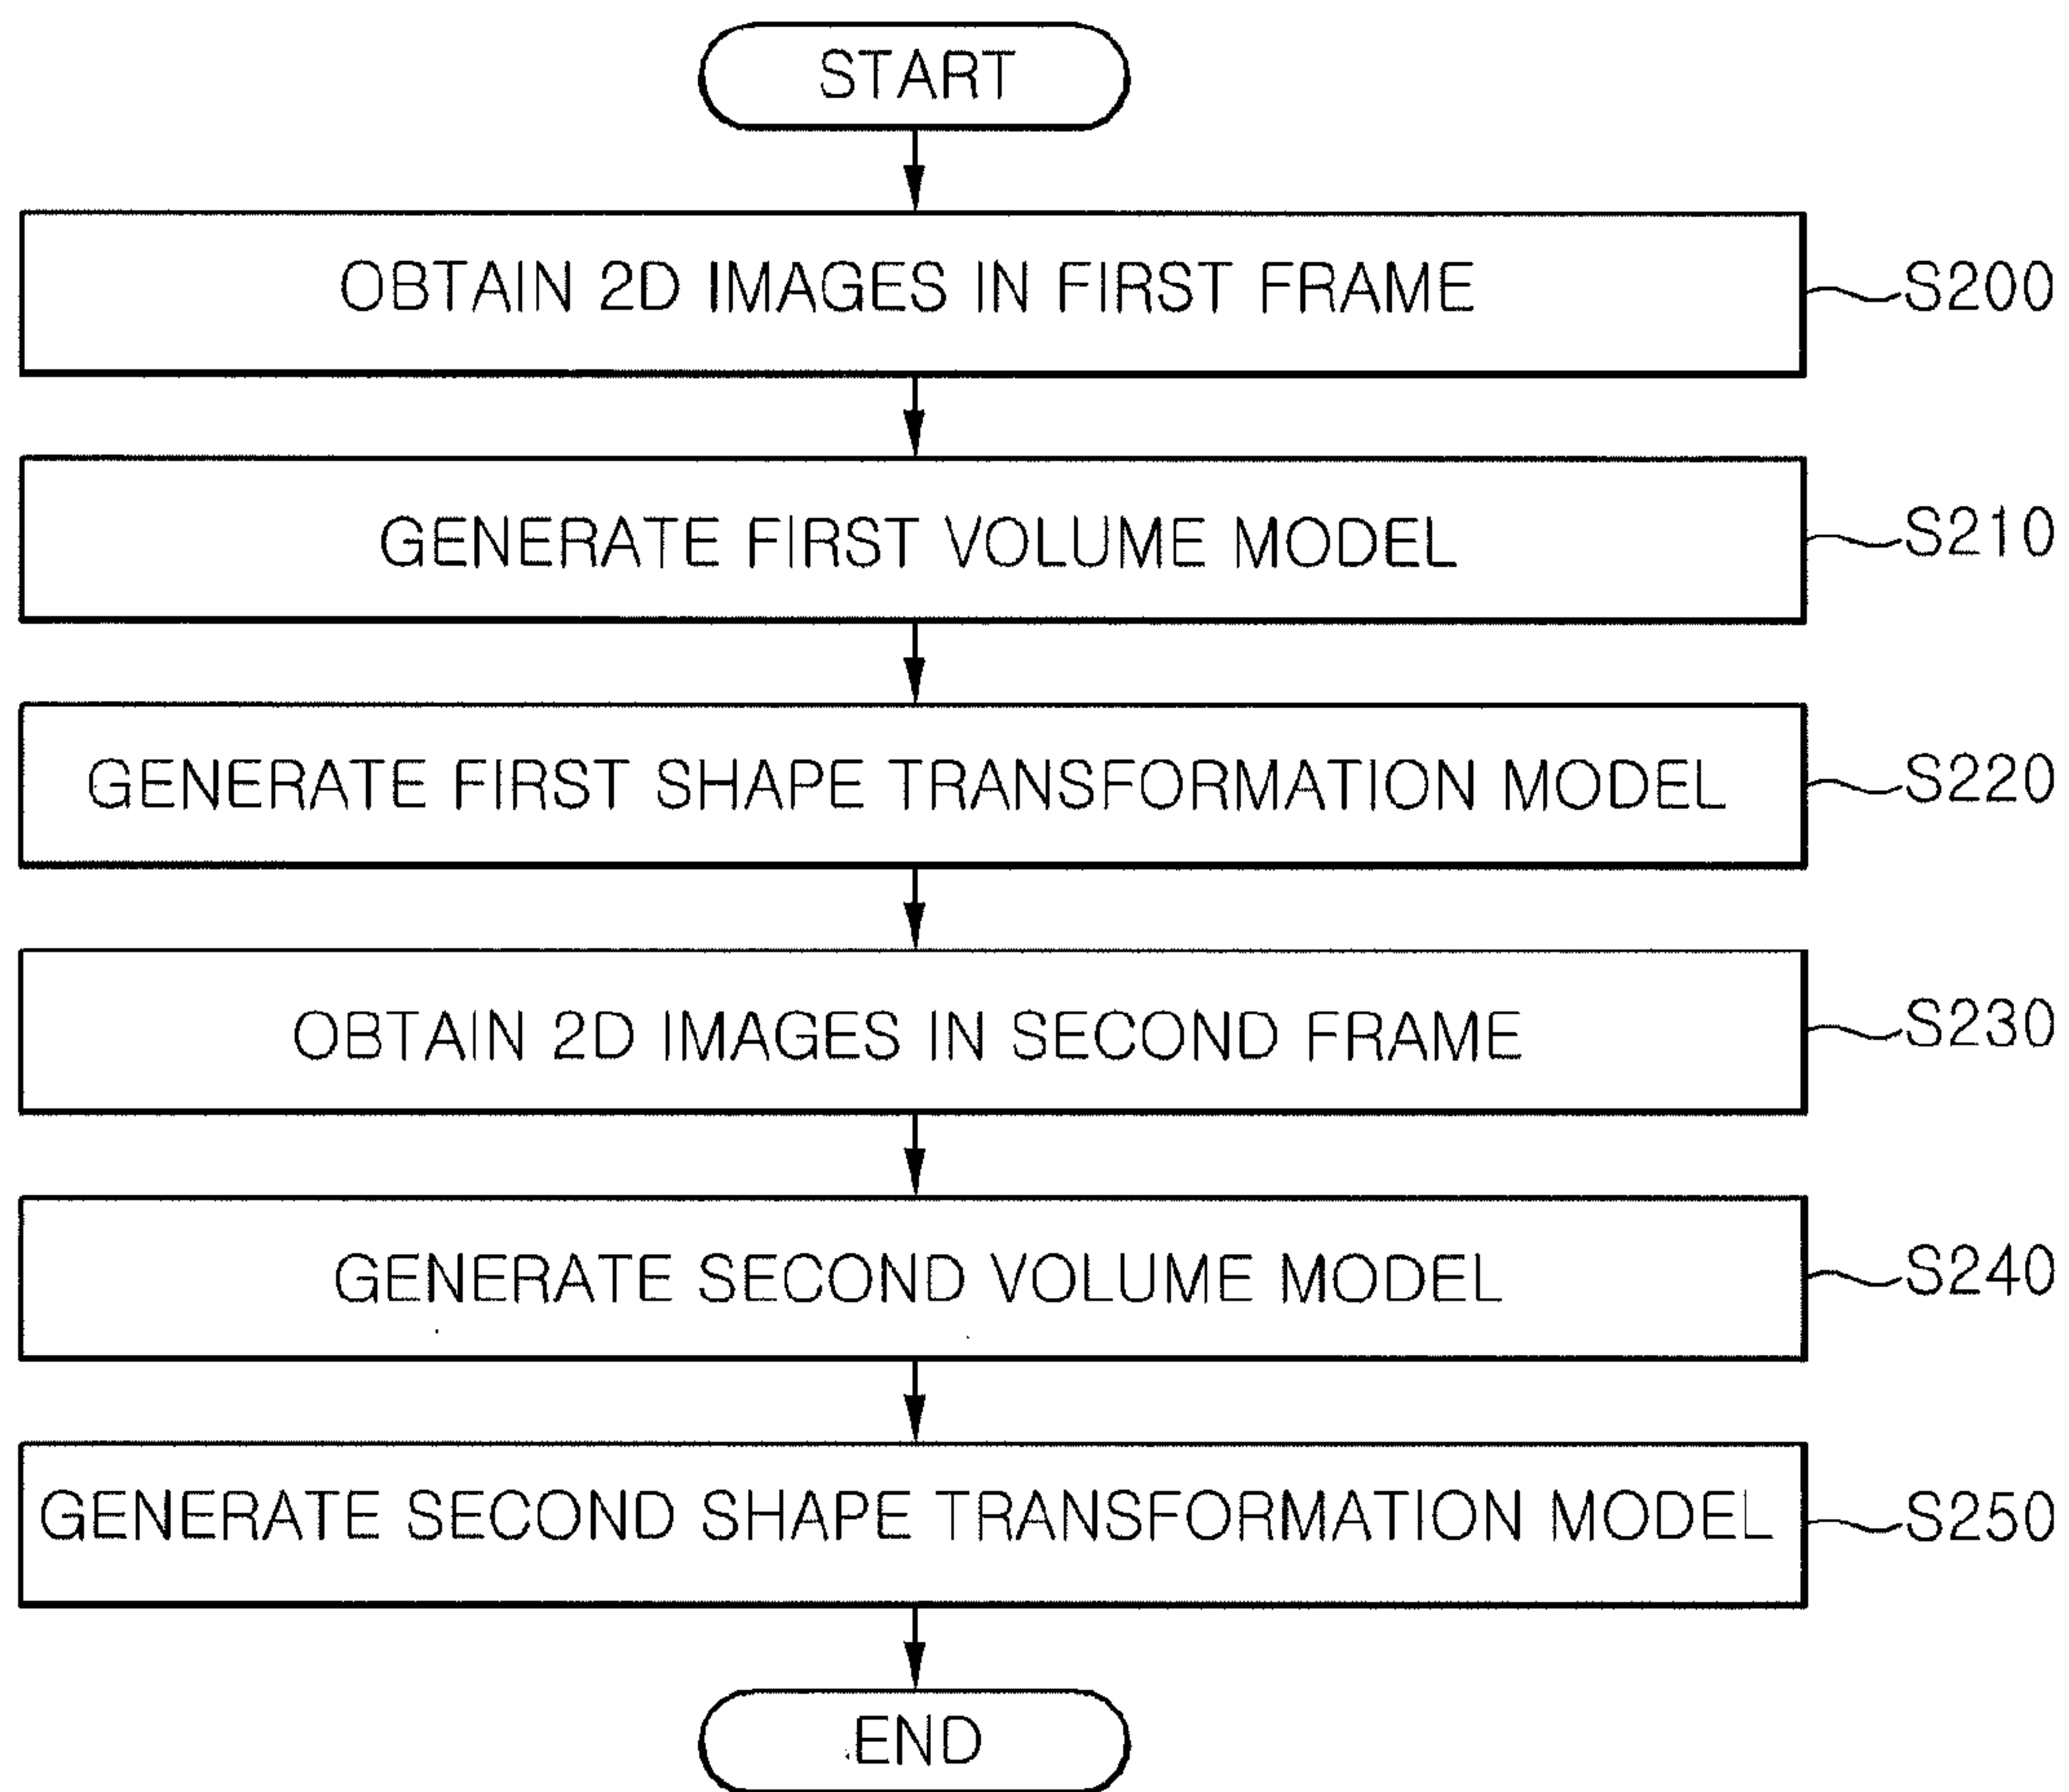 START
OBTAIN 2D IMAGES IN FIRST FRAME
S200
GENERATE FIRST VOLUME MODEL
S210
GENERATE FIRST SHAPE TRANSFORMATION MODEL
S220
OBTAIN 2D IMAGES IN SECOND FRAME
S230
GENERATE SECOND VOLUME MODEL
S240
GENERATE SECOND SHAPE TRANSFORMATION MODEL
S250
END